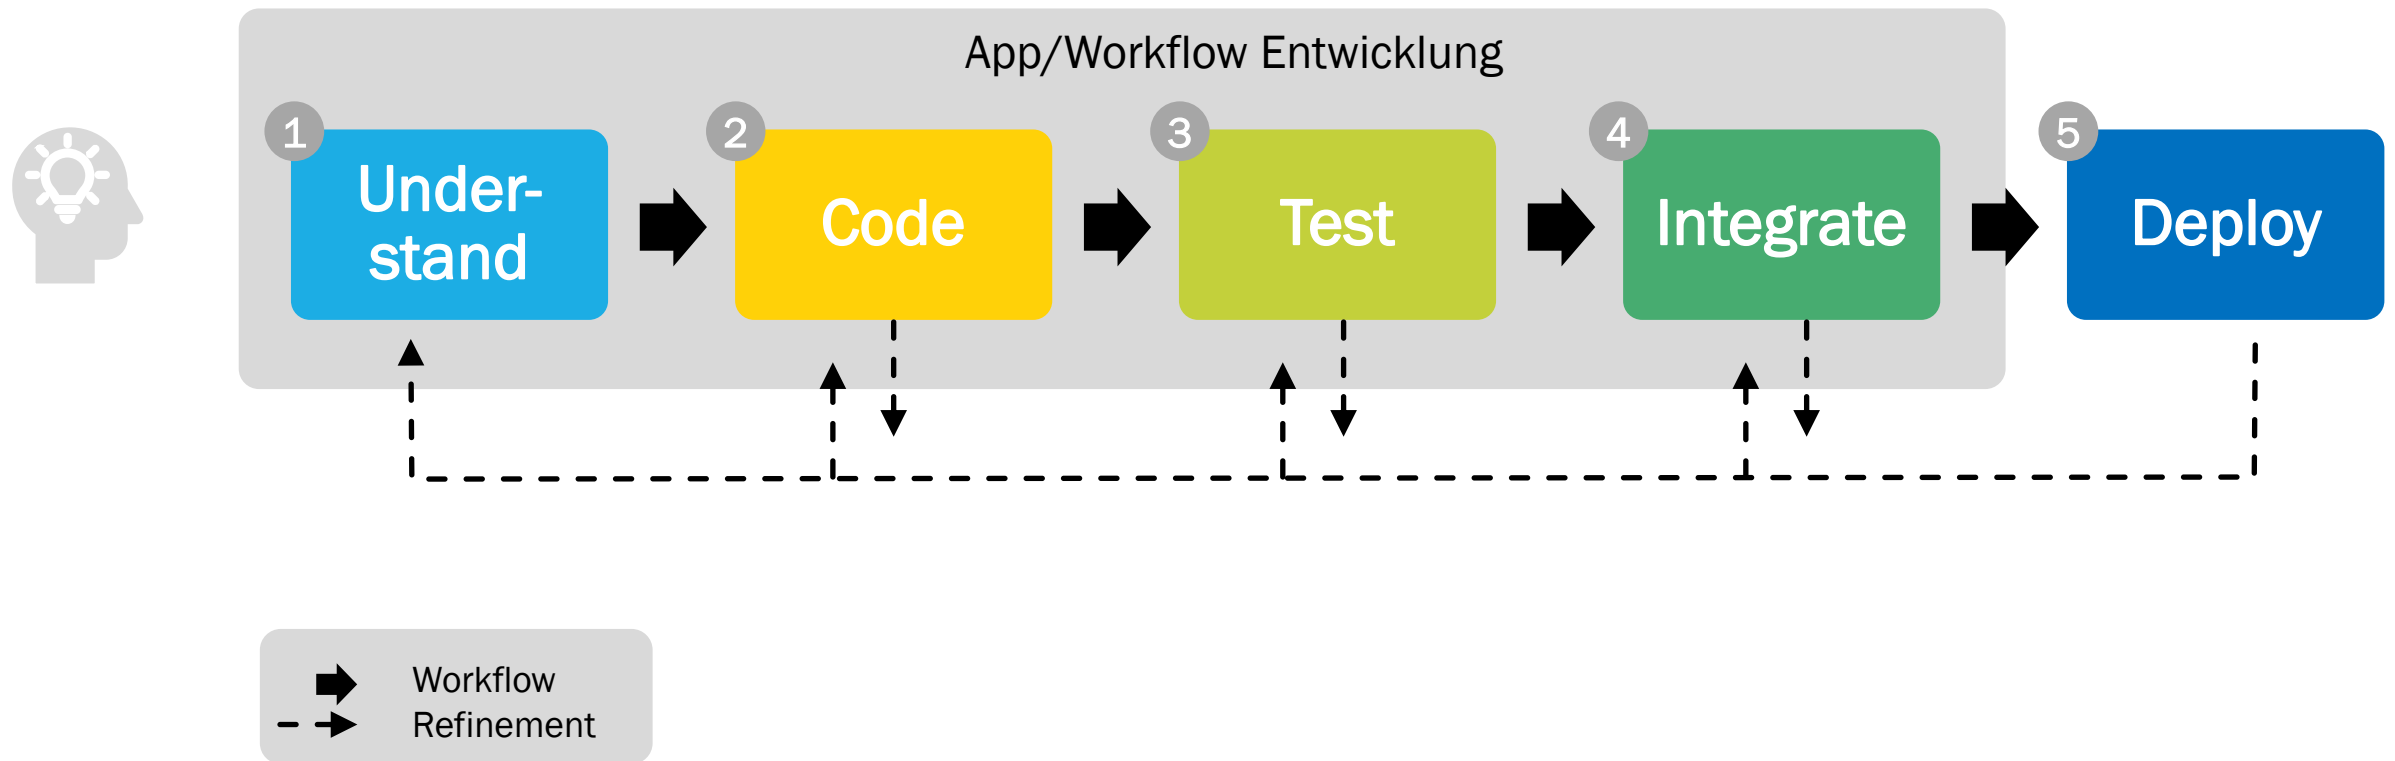 App/Workflow Entwicklung
1
Under-
stand
2
Code
3
Test
4
Integrate
5
Deploy
Workflow
Refinement